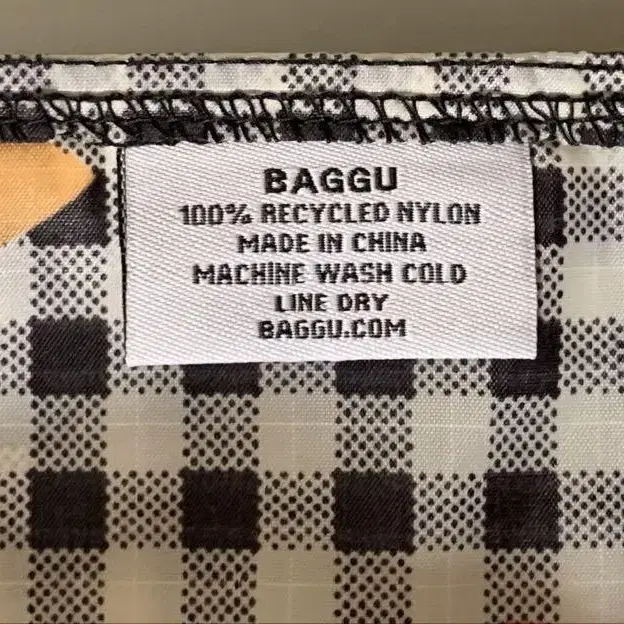 BAGGU
100% RECYCLED NYLON
MADE IN CHINA
MACHINE WASH COLD
LINE DRY
BAGGU.COM